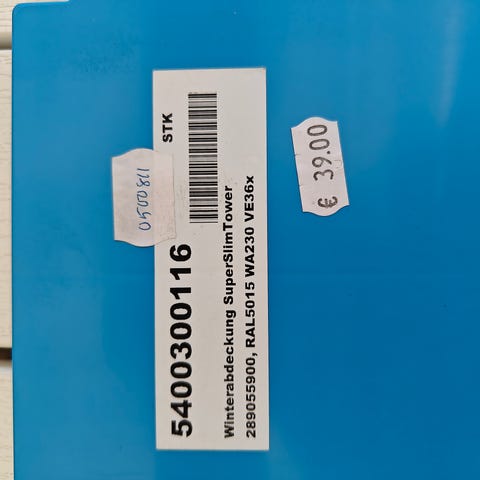 5400300116
STK
Winterabdeckung SuperSlimTower
289055900, RAL5015 WA230 VE36x
0500811
€ 39.00